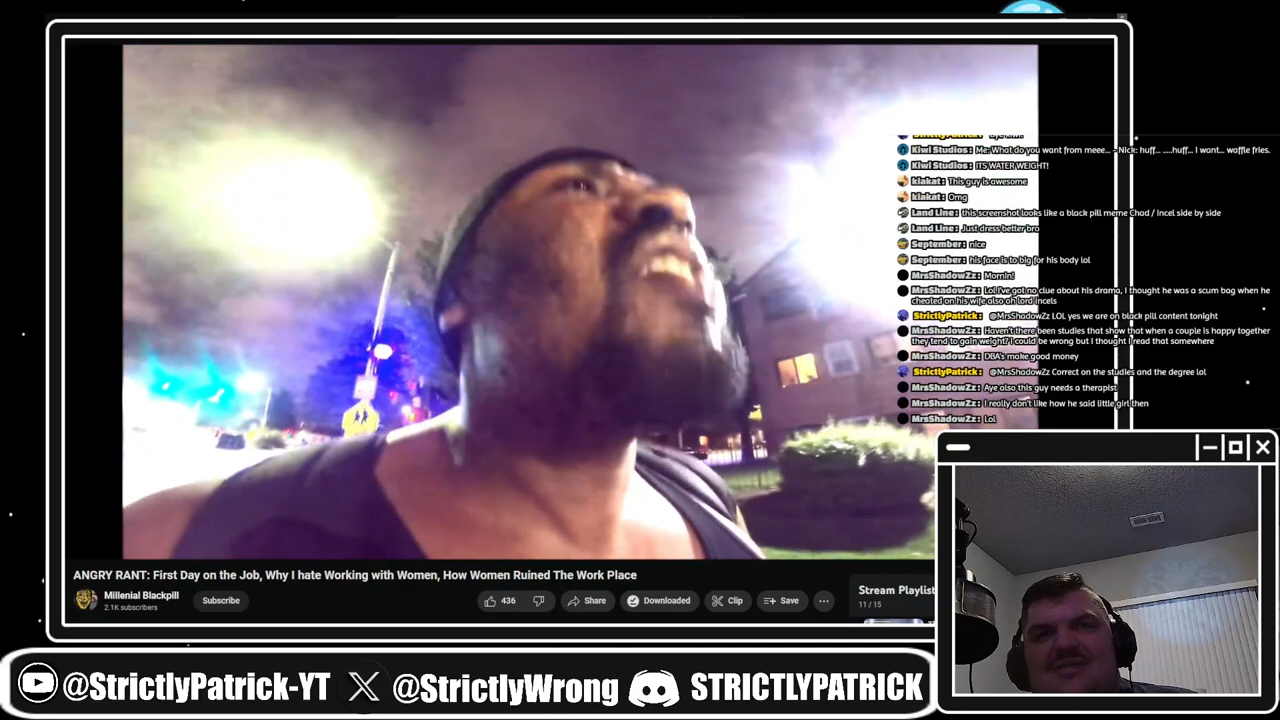 StrictlyPatrick:
Kiwi Studios: Me: What do you want from meee... - Nick: huff... .....huff... I want... waffle fries.
Kiwi Studios: ITS WATER WEIGHT!
kiakat: This guy is awesome
kiakat: Omg
Land Line: this screenshot looks like a black pill meme Chad / Incel side by side
Land Line: Just dress better bro
September: nice
September: his face is to big for his body lol
MrsShadowZz: Mornin!
MrsShadowZz: Lol I've got no clue about his drama, I thought he was a scum bag when he
cheated on his wife also oh lord incels
StrictlyPatrick: @MrsShadowZz LOL yes we are on black pill content tonight
MrsShadowZz: Haven't there been studies that show that when a couple is happy together
they tend to gain weight? I could be wrong but I thought I read that somewhere
MrsShadowZz: DBA's make good money
StrictlyPatrick: @MrsShadowZz Correct on the studies and the degree lol
MrsShadowZz: Aye also this guy needs a therapist
MrsShadowZz: I really don't like how he said little girl then
MrsShadowZz: Lol
ANGRY RANT: First Day on the Job, Why I hate Working with Women, How Women Ruined The Work Place
Millenial Blackpill
2.1K subscribers
Subscribe
436
Share
Downloaded
Clip
Save
Stream Playlist
11 / 15
@StrictlyPatrick-YT
@StrictlyWrong
STRICTLYPATRICK